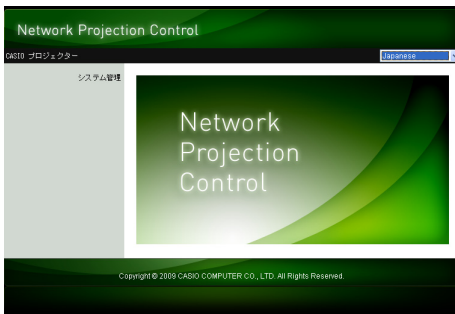 Network Projection Control
CASIO プロジェクター
Japanese
システム管理
Network
Projection
Control
Copyright © 2009 CASIO COMPUTER CO., LTD. All Rights Reserved.